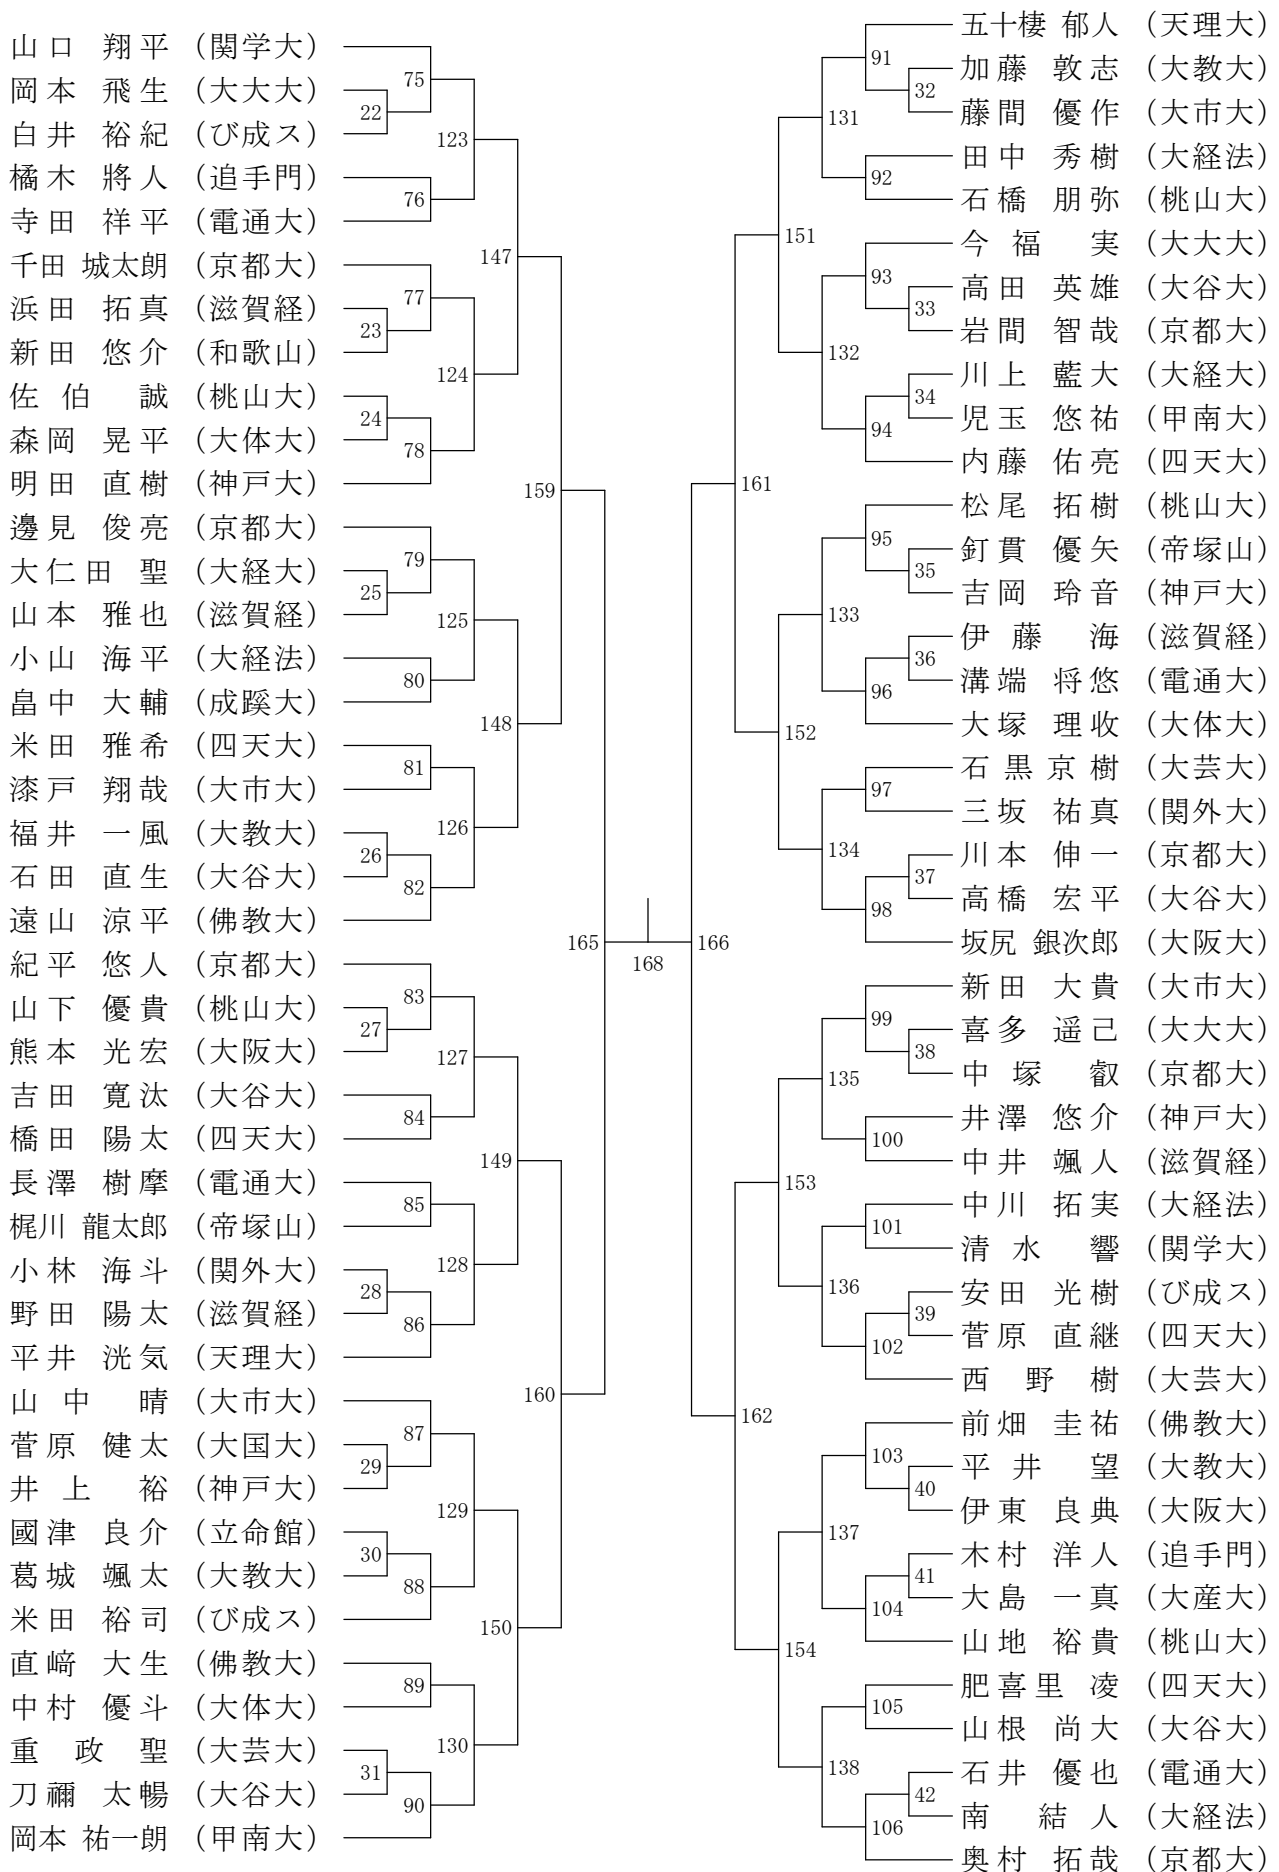 山口 翔平 (関学大)
岡本 飛生 (大大大)
白井 裕紀 (び成ス)
橘木 將人 (追手門)
寺田 祥平 (電通大)
千田 城太朗 (京都大)
浜田 拓真 (滋賀経)
新田 悠介 (和歌山)
佐伯 誠 (桃山大)
森岡 晃平 (大体大)
明田 直樹 (神戸大)
邊見 俊亮 (京都大)
大仁田 聖 (大経大)
山本 雅也 (滋賀経)
小山 海平 (大経法)
畠中 大輔 (成蹊大)
米田 雅希 (四天大)
漆戸 翔哉 (大市大)
福井 一風 (大教大)
石田 直生 (大谷大)
遠山 涼平 (佛教大)
紀平 悠人 (京都大)
山下 優貴 (桃山大)
熊本 光宏 (大阪大)
吉田 寛汰 (大谷大)
橋田 陽太 (四天大)
長澤 樹摩 (電通大)
梶川 龍太郎 (帝塚山)
小林 海斗 (関外大)
野田 陽太 (滋賀経)
平井 洸気 (天理大)
山中 晴 (大市大)
菅原 健太 (大国大)
井上 裕 (神戸大)
國津 良介 (立命館)
葛城 颯太 (大教大)
米田 裕司 (び成ス)
直﨑 大生 (佛教大)
中村 優斗 (大体大)
重政 聖 (大芸大)
刀禰 太暢 (大谷大)
岡本 祐一朗 (甲南大)
22
23
24
25
26
27
28
29
30
31
75
76
77
78
79
80
81
82
83
84
85
86
87
88
89
90
123
124
125
126
127
128
129
130
147
148
149
150
159
160
165
168
166
161
162
151
152
153
154
131
132
133
134
135
136
137
138
91
92
93
94
95
96
97
98
99
100
101
102
103
104
105
106
32
33
34
35
36
37
38
39
40
41
42
五十棲 郁人 (天理大)
加藤 敦志 (大教大)
藤間 優作 (大市大)
田中 秀樹 (大経法)
石橋 朋弥 (桃山大)
今福 実 (大大大)
高田 英雄 (大谷大)
岩間 智哉 (京都大)
川上 藍大 (大経大)
児玉 悠祐 (甲南大)
内藤 佑亮 (四天大)
松尾 拓樹 (桃山大)
釘貫 優矢 (帝塚山)
吉岡 玲音 (神戸大)
伊藤 海 (滋賀経)
溝端 将悠 (電通大)
大塚 理収 (大体大)
石黒 京樹 (大芸大)
三坂 祐真 (関外大)
川本 伸一 (京都大)
高橋 宏平 (大谷大)
坂尻 銀次郎 (大阪大)
新田 大貴 (大市大)
喜多 遥己 (大大大)
中塚 叡 (京都大)
井澤 悠介 (神戸大)
中井 颯人 (滋賀経)
中川 拓実 (大経法)
清水 響 (関学大)
安田 光樹 (び成ス)
菅原 直継 (四天大)
西野 樹 (大芸大)
前畑 圭祐 (佛教大)
平井 望 (大教大)
伊東 良典 (大阪大)
木村 洋人 (追手門)
大島 一真 (大産大)
山地 裕貴 (桃山大)
肥喜里 凌 (四天大)
山根 尚大 (大谷大)
石井 優也 (電通大)
南 結人 (大経法)
奥村 拓哉 (京都大)